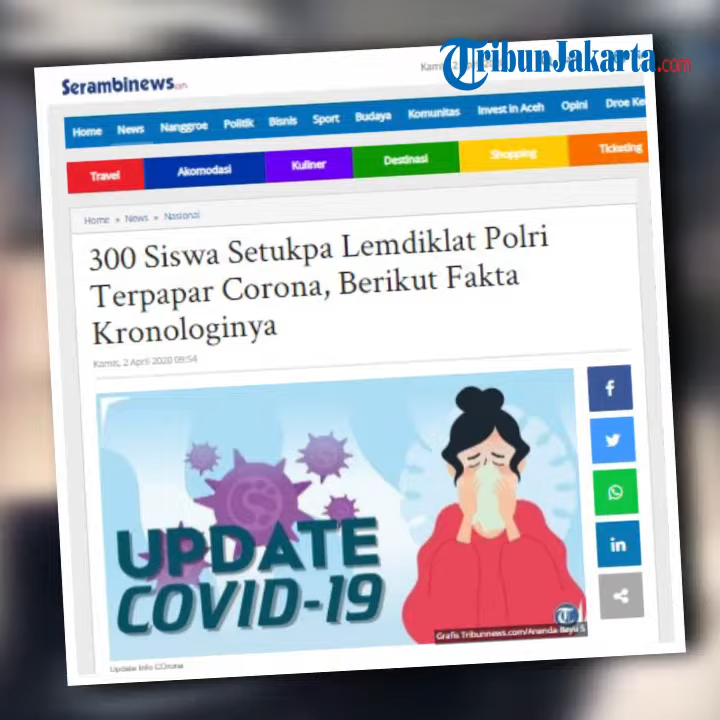 TribunJakarta.com
Serambinews.com
Home News Nanggroe Politik Bisnis Sport Budaya Komunitas Invest in Aceh Opini Droe Ke
Travel Akomodasi Kuliner Destinasi Shopping Ticketing
Home » News » Nasional
300 Siswa Setukpa Lemdiklat Polri
Terpapar Corona, Berikut Fakta
Kronologinya
Kamis, 2 April 2020 09:54
UPDATE
COVID-19
Grafis Tribunnews.com/Ananda Bayu S
Update Info COrona